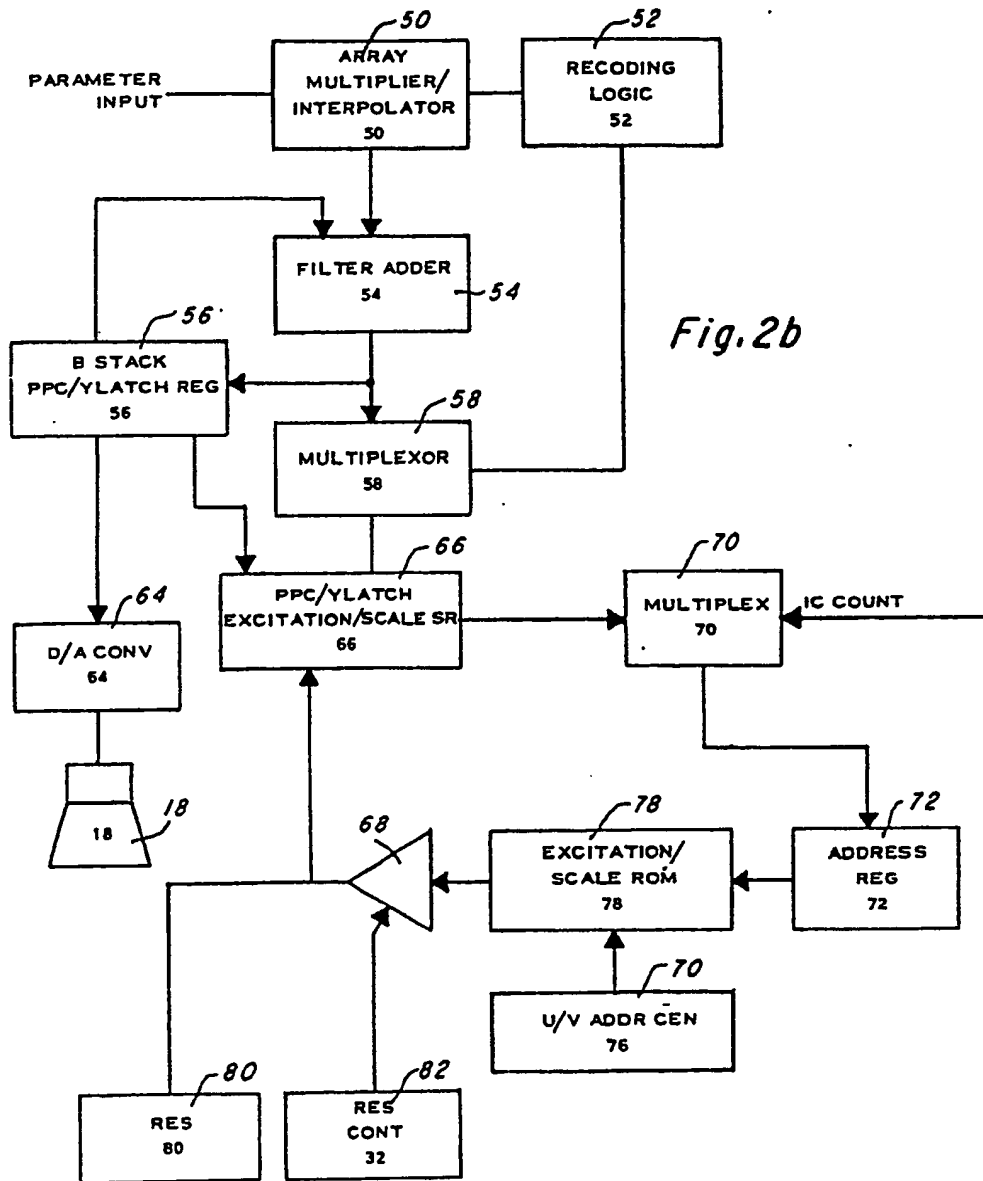 50
52
PARAMETER
INPUT
ARRAY
MULTIPLIER/
INTERPOLATOR
50
RECODING
LOGIC
52
FILTER ADDER
54
54
Fig.2b
56
B STACK
PPC/YLATCH REG
56
58
MULTIPLEXOR
58
66
PPC/YLATCH
EXCITATION/SCALE SR
66
70
MULTIPLEX
70
IC COUNT
64
D/A CONV
64
18
18
68
78
EXCITATION/
SCALE ROM
78
72
ADDRESS
REG
72
70
U/V ADDR CEN
76
80
RES
80
82
RES
CONT
32